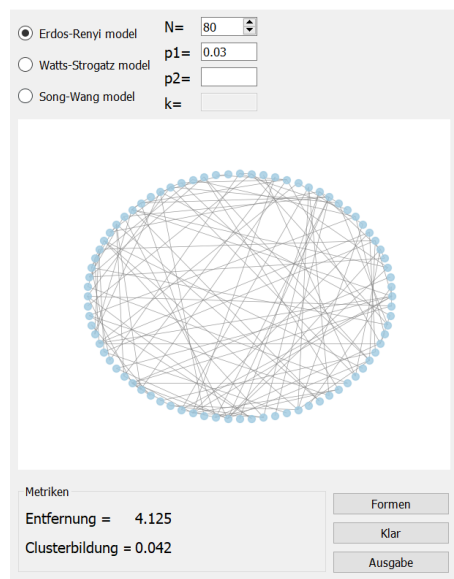 Erdos-Renyi model
Watts-Strogatz model
Song-Wang model
N= 80
p1= 0.03
p2=
k=
Metriken
Entfernung = 4.125
Clusterbildung = 0.042
Formen
Klar
Ausgabe